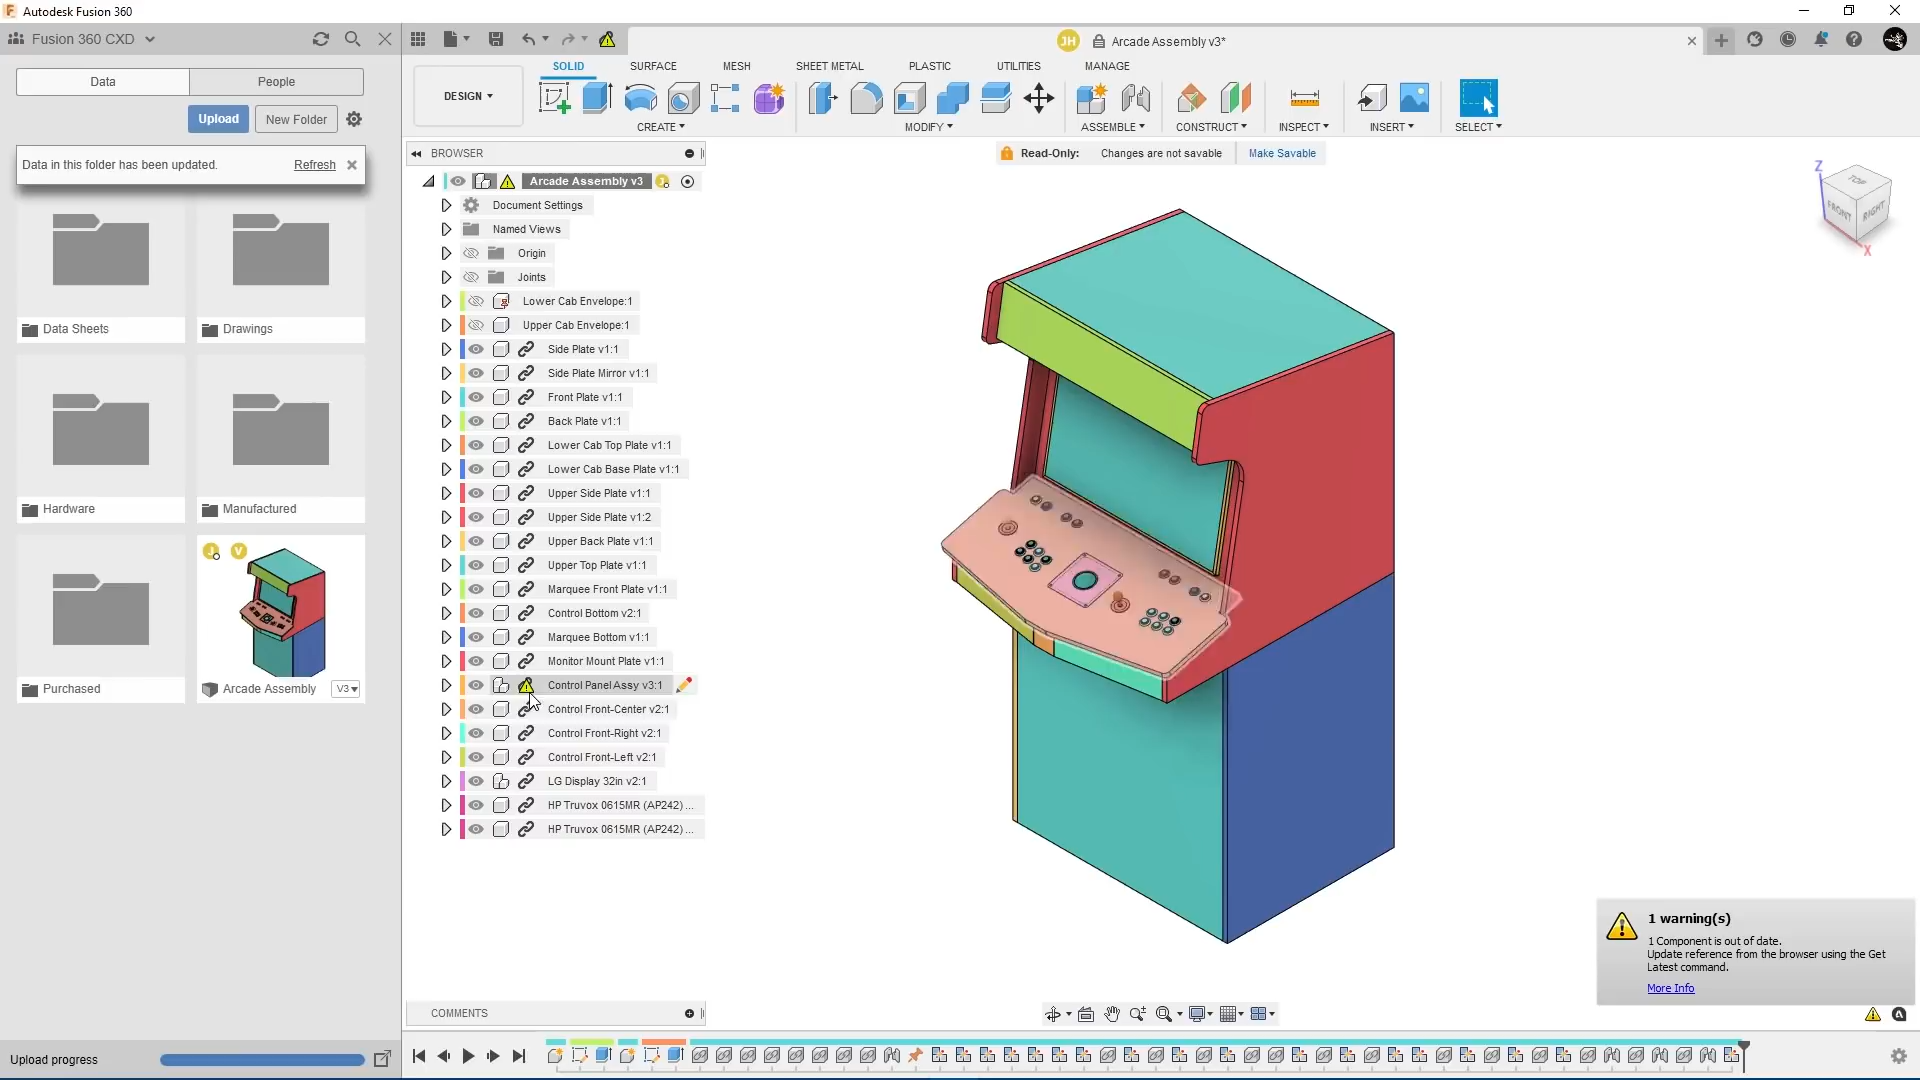 Autodesk Fusion 360
Fusion 360 CXD
JH
Arcade Assembly v3*
Data
People
Upload
New Folder
Data in this folder has been updated.
Refresh
Data Sheets
Drawings
Hardware
Manufactured
Purchased
J
V
Arcade Assembly
V3
Upload progress
DESIGN
SOLID
SURFACE
MESH
SHEET METAL
PLASTIC
UTILITIES
MANAGE
CREATE
MODIFY
ASSEMBLE
CONSTRUCT
INSPECT
INSERT
SELECT
BROWSER
Read-Only:
Changes are not savable
Make Savable
Arcade Assembly v3
Document Settings
Named Views
Origin
Joints
Lower Cab Envelope:1
Upper Cab Envelope:1
Side Plate v1:1
Side Plate Mirror v1:1
Front Plate v1:1
Back Plate v1:1
Lower Cab Top Plate v1:1
Lower Cab Base Plate v1:1
Upper Side Plate v1:1
Upper Side Plate v1:2
Upper Back Plate v1:1
Upper Top Plate v1:1
Marquee Front Plate v1:1
Control Bottom v2:1
Marquee Bottom v1:1
Monitor Mount Plate v1:1
Control Panel Assy v3:1
Control Front-Center v2:1
Control Front-Right v2:1
Control Front-Left v2:1
LG Display 32in v2:1
HP Truvox 0615MR (AP242) ...
HP Truvox 0615MR (AP242) ...
Z
TOP
FRONT
RIGHT
X
1 warning(s)
1 Component is out of date.
Update reference from the browser using the Get
Latest command.
More Info
COMMENTS